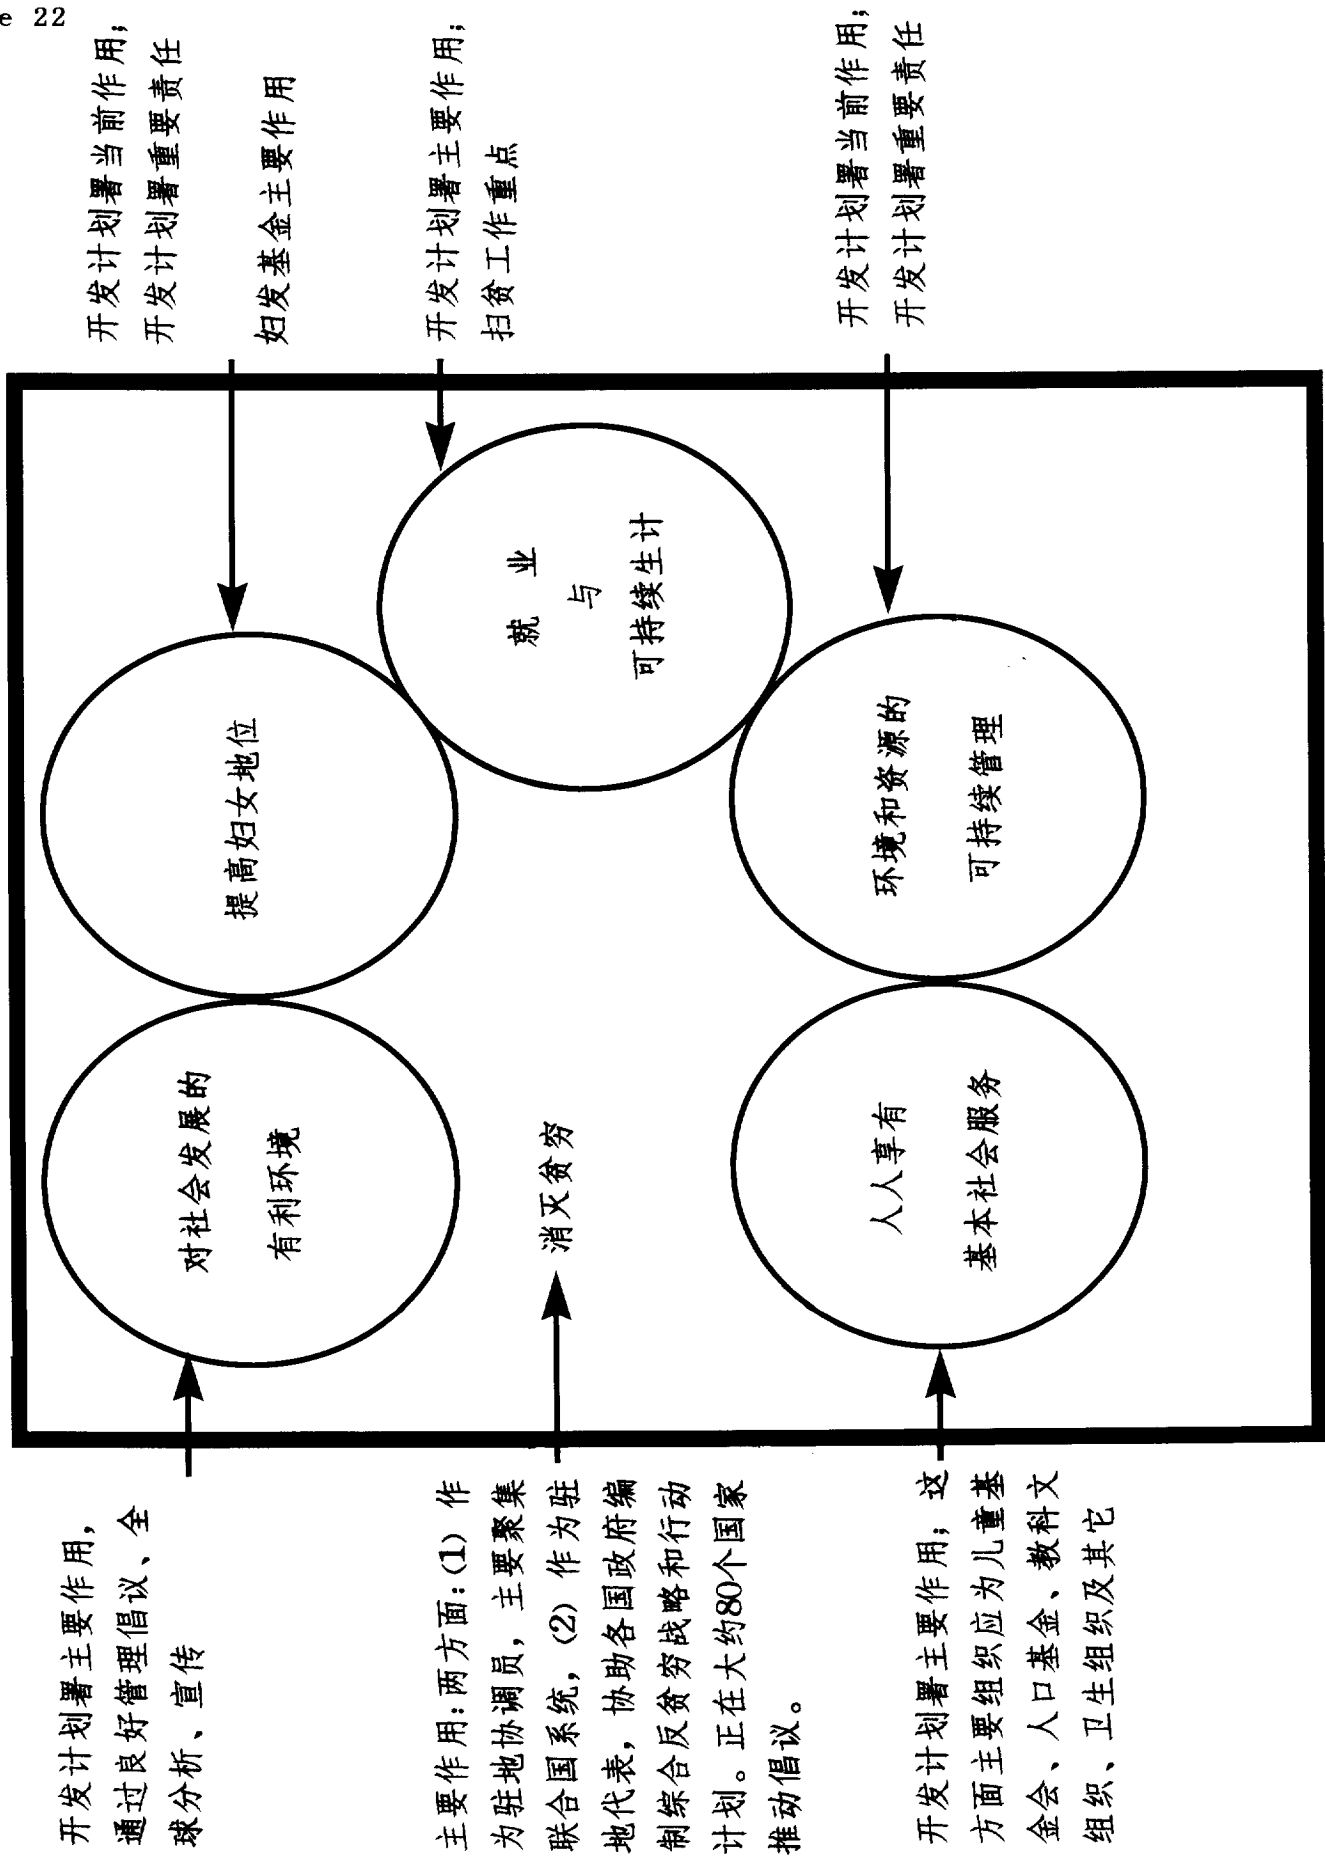 e 22
开发计划署主要作用，
通过良好管理倡议、全
球分析、宣传
对社会发展的
有利环境
提高妇女地位
开发计划署当前作用；
开发计划署重要责任
妇发基金主要作用
主要作用：两方面：(1) 作
为驻地协调员，主要聚集
联合国系统，(2) 作为驻
地代表，协助各国政府编
制综合反贫穷战略和行动
计划。正在大约80个国家
推动倡议。
消灭贫穷
就 业
与
可持续生计
开发计划署主要作用；
扫贫工作重点
开发计划署主要作用；这
方面主要组织应为儿童基
金会、人口基金、教科文
组织、卫生组织及其它
人人享有
基本社会服务
环境和资源的
可持续管理
开发计划署当前作用；
开发计划署重要责任